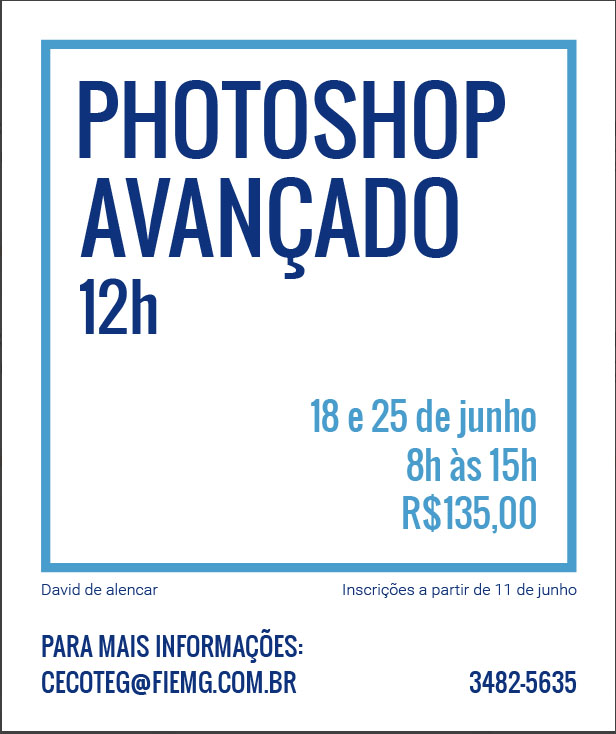 PHOTOSHOP
AVANÇADO
12h
18 e 25 de junho
8h às 15h
R$135,00
David de alencar
Inscrições a partir de 11 de junho
PARA MAIS INFORMAÇÕES:
CECOTEG@FIEMG.COM.BR
3482-5635